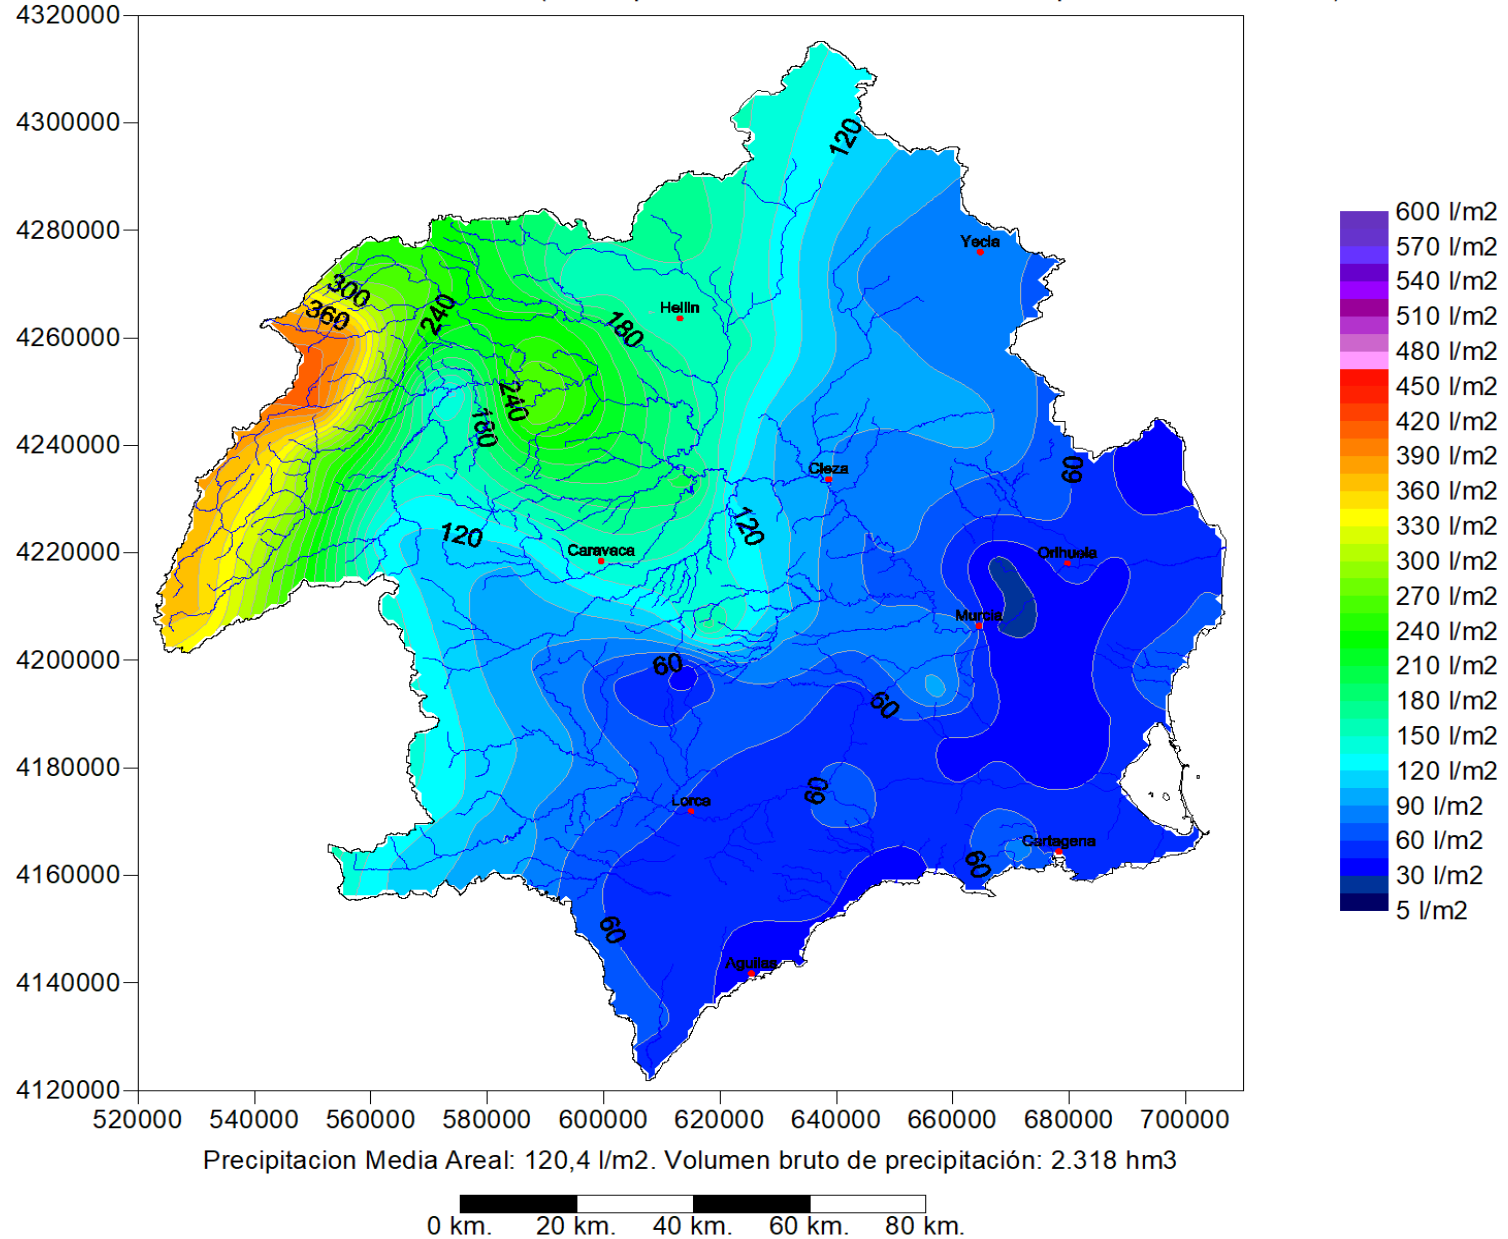 4320000
4300000
4280000
4260000
4240000
4220000
4200000
4180000
4160000
4140000
4120000
520000 540000 560000 580000 600000 620000 640000 660000 680000 700000
120
Yecla
300
360
240
Hellin
180
240
180
Cieza
60
120
120
Caravaca
Orihuela
Murcia
60
60
60
Lorca
Cartagena
60
60
Aguilas
600 l/m2
570 l/m2
540 l/m2
510 l/m2
480 l/m2
450 l/m2
420 l/m2
390 l/m2
360 l/m2
330 l/m2
300 l/m2
270 l/m2
240 l/m2
210 l/m2
180 l/m2
150 l/m2
120 l/m2
90 l/m2
60 l/m2
30 l/m2
5 l/m2
Precipitacion Media Areal: 120,4 l/m2. Volumen bruto de precipitación: 2.318 hm3
0 km. 20 km. 40 km. 60 km. 80 km.